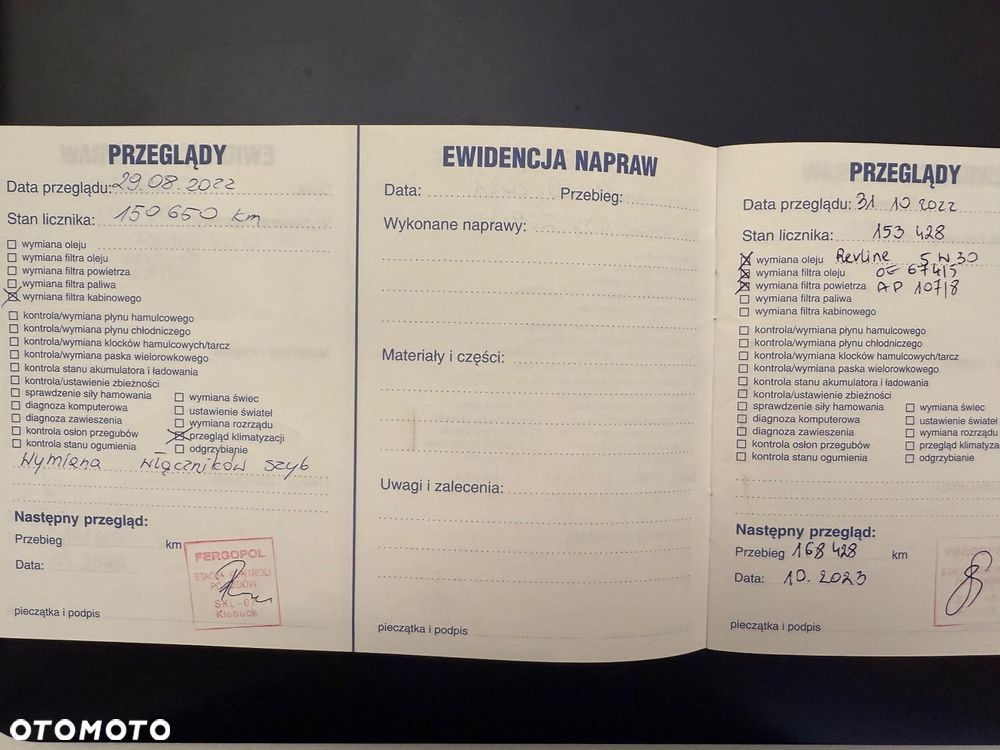 PRZEGLĄDY
Data przeglądu: 29.08.2022
Stan licznika: 150 650 km
wymiana oleju
wymiana filtra oleju
wymiana filtra powietrza
wymiana filtra paliwa
wymiana filtra kabinowego
kontrola/wymiana płynu hamulcowego
kontrola/wymiana płynu chłodniczego
kontrola/wymiana klocków hamulcowych/tarcz
kontrola/wymiana paska wielorowkowego
kontrola stanu akumulatora i ładowania
kontrola/ustawienie zbieżności
sprawdzenie siły hamowania
diagnoza komputerowa
diagnoza zawieszenia
kontrola osłon przegubów
kontrola stanu ogumienia
wymiana świec
ustawienie świateł
wymiana rozrządu
przegląd klimatyzacji
odgrzybianie
Wymiana włączników szyb
Następny przegląd:
Przebieg km
Data:
FERGOPOL
STACJA KONTROLI
POJAZDÓW
SKL-07
Kłobuck
pieczątka i podpis
EWIDENCJA NAPRAW
Data: Przebieg:
Wykonane naprawy:
Materiały i części:
Uwagi i zalecenia:
pieczątka i podpis
PRZEGLĄDY
Data przeglądu: 31.10.2022
Stan licznika: 153 428
wymiana oleju Revline 5W30
wymiana filtra oleju OE 674/5
wymiana filtra powietrza AP 107/8
wymiana filtra paliwa
wymiana filtra kabinowego
kontrola/wymiana płynu hamulcowego
kontrola/wymiana płynu chłodniczego
kontrola/wymiana klocków hamulcowych/tarcz
kontrola/wymiana paska wielorowkowego
kontrola stanu akumulatora i ładowania
kontrola/ustawienie zbieżności
sprawdzenie siły hamowania
diagnoza komputerowa
diagnoza zawieszenia
kontrola osłon przegubów
kontrola stanu ogumienia
wymiana świec
ustawienie świateł
wymiana rozrządu
przegląd klimatyza
odgrzybianie
Następny przegląd:
Przebieg 168 428 km
Data: 10.2023
pieczątka i podpis
OTOMOTO